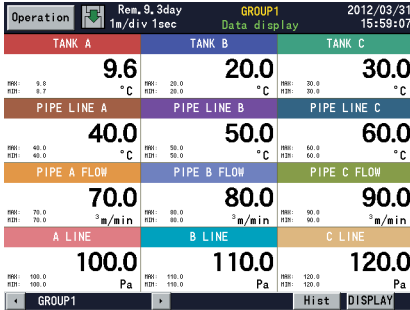 Operation Rem.9.3day GROUP1 2012/03/31
1m/div 1sec Data display 15:59:07
TANK A TANK B TANK C
9.6 20.0 30.0
MAX: 9.8 MAX: 20.0 MAX: 30.0
MIN: 0.7 °C MIN: 20.0 °C MIN: 30.0 °C
PIPE LINE A PIPE LINE B PIPE LINE C
40.0 50.0 60.0
MAX: 40.0 MAX: 50.0 MAX: 60.0
MIN: 40.0 °C MIN: 50.0 °C MIN: 60.0 °C
PIPE A FLOW PIPE B FLOW PIPE C FLOW
70.0 80.0 90.0
MAX: 70.0 MAX: 80.0 MAX: 90.0
MIN: 70.0 ³m/min MIN: 80.0 ³m/min MIN: 90.0 ³m/min
A LINE B LINE C LINE
100.0 110.0 120.0
MAX: 100.0 MAX: 110.0 MAX: 120.0
MIN: 100.0 Pa MIN: 110.0 Pa MIN: 120.0 Pa
GROUP1 Hist DISPLAY